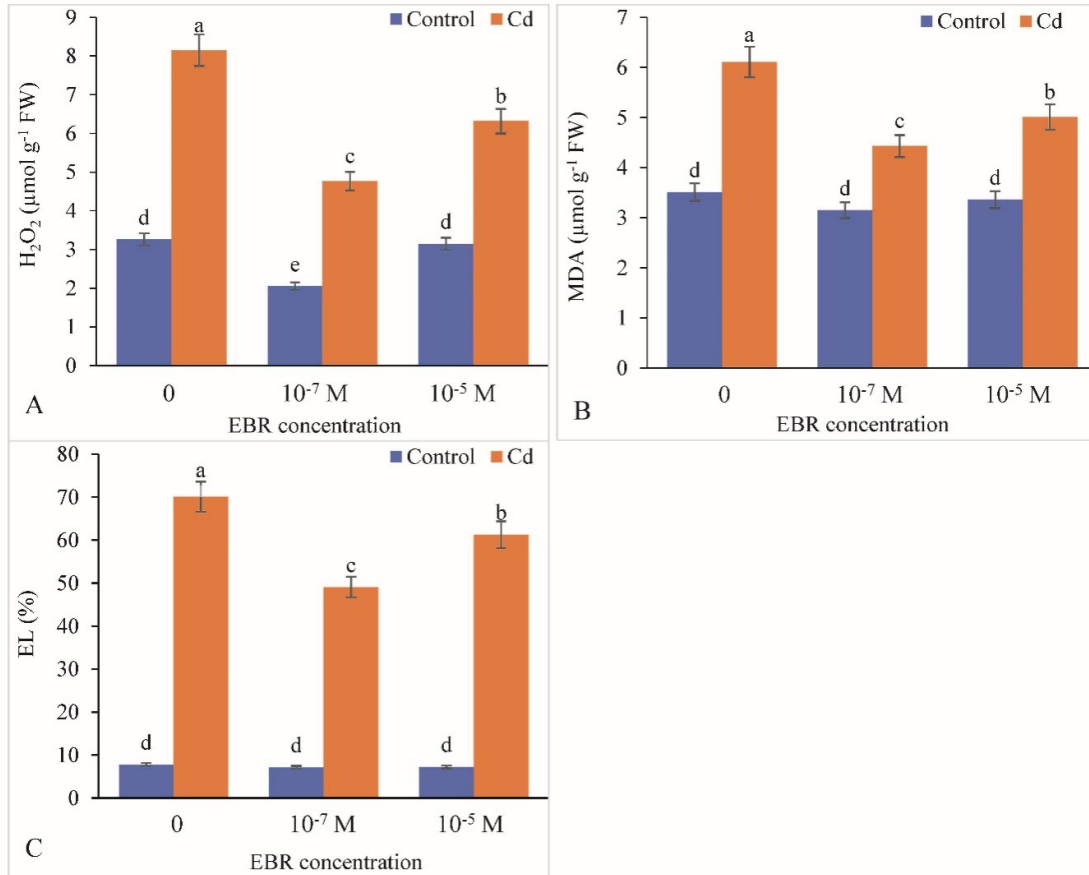 Control Cd
9
8
7
6
5
4
3
2
1
0
H₂O₂ (μmol g⁻¹ FW)
a
b
c
d
d
e
0 10⁻⁷ M 10⁻⁵ M
A
EBR concentration
Control Cd
7
6
5
4
3
2
1
0
MDA (μmol g⁻¹ FW)
a
b
c
d
d
d
0 10⁻⁷ M 10⁻⁵ M
B
EBR concentration
Control Cd
80
70
60
50
40
30
20
10
0
EL (%)
a
b
c
d
d
d
0 10⁻⁷ M 10⁻⁵ M
C
EBR concentration